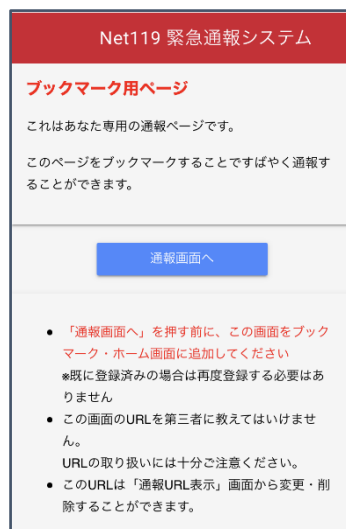 Net119 緊急通報システム
ブックマーク用ページ
これはあなた専用の通報ページです。
このページをブックマークすることですばやく通報す
ることができます。
通報画面へ
● 「通報画面へ」を押す前に、この画面をブック
マーク・ホーム画面に追加してください
※既に登録済みの場合は再度登録する必要はあ
りません
● この画面のURLを第三者に教えてはいけませ
ん。
URLの取り扱いには十分ご注意ください。
● このURLは「通報URL表示」画面から変更・削
除することができます。